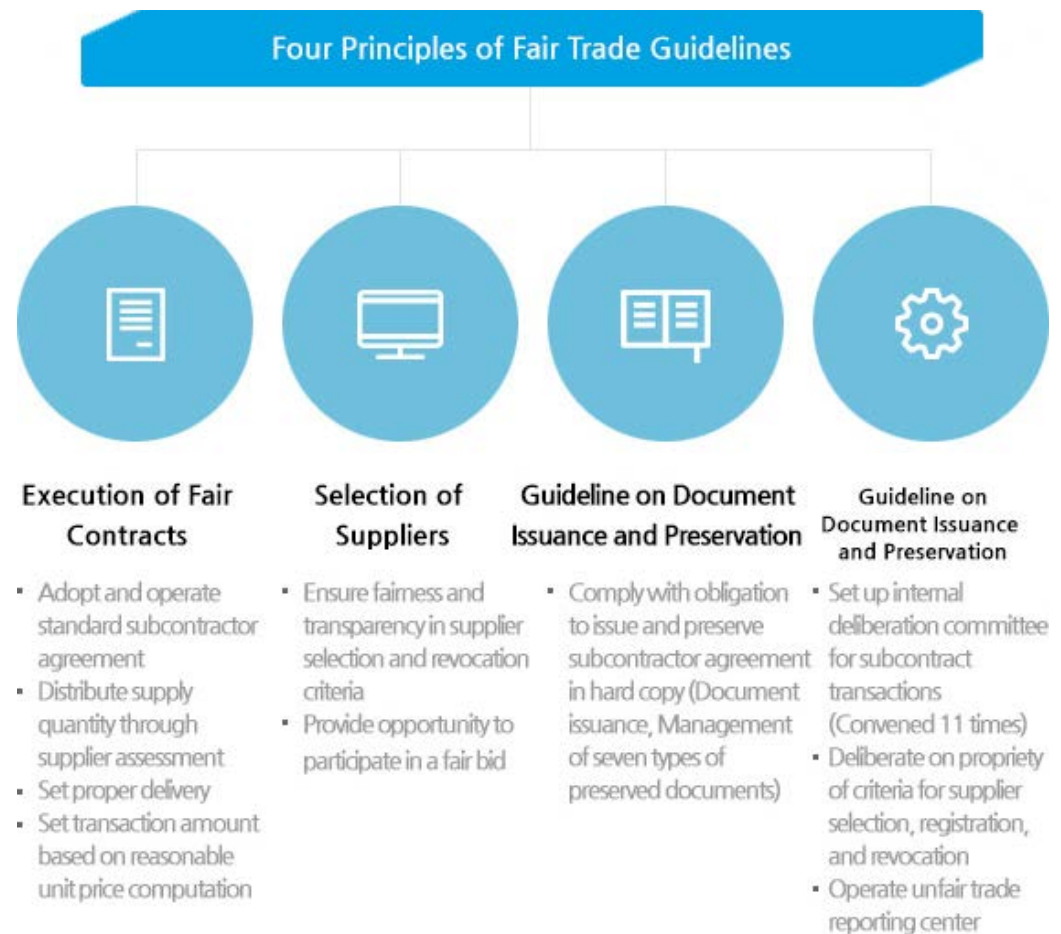 Four Principles of Fair Trade Guidelines
Execution of Fair
Contracts
▪ Adopt and operate
standard subcontractor
agreement
▪ Distribute supply
quantity through
supplier assessment
▪ Set proper delivery
▪ Set transaction amount
based on reasonable
unit price computation
Selection of
Suppliers
▪ Ensure fairness and
transparency in supplier
selection and revocation
criteria
▪ Provide opportunity to
participate in a fair bid
Guideline on Document
Issuance and Preservation
▪ Comply with obligation
to issue and preserve
subcontractor agreement
in hard copy (Document
issuance, Management
of seven types of
preserved documents)
Guideline on
Document Issuance
and Preservation
▪ Set up internal
deliberation committee
for subcontract
transactions
(Convened 11 times)
▪ Deliberate on propriety
of criteria for supplier
selection, registration,
and revocation
▪ Operate unfair trade
reporting center